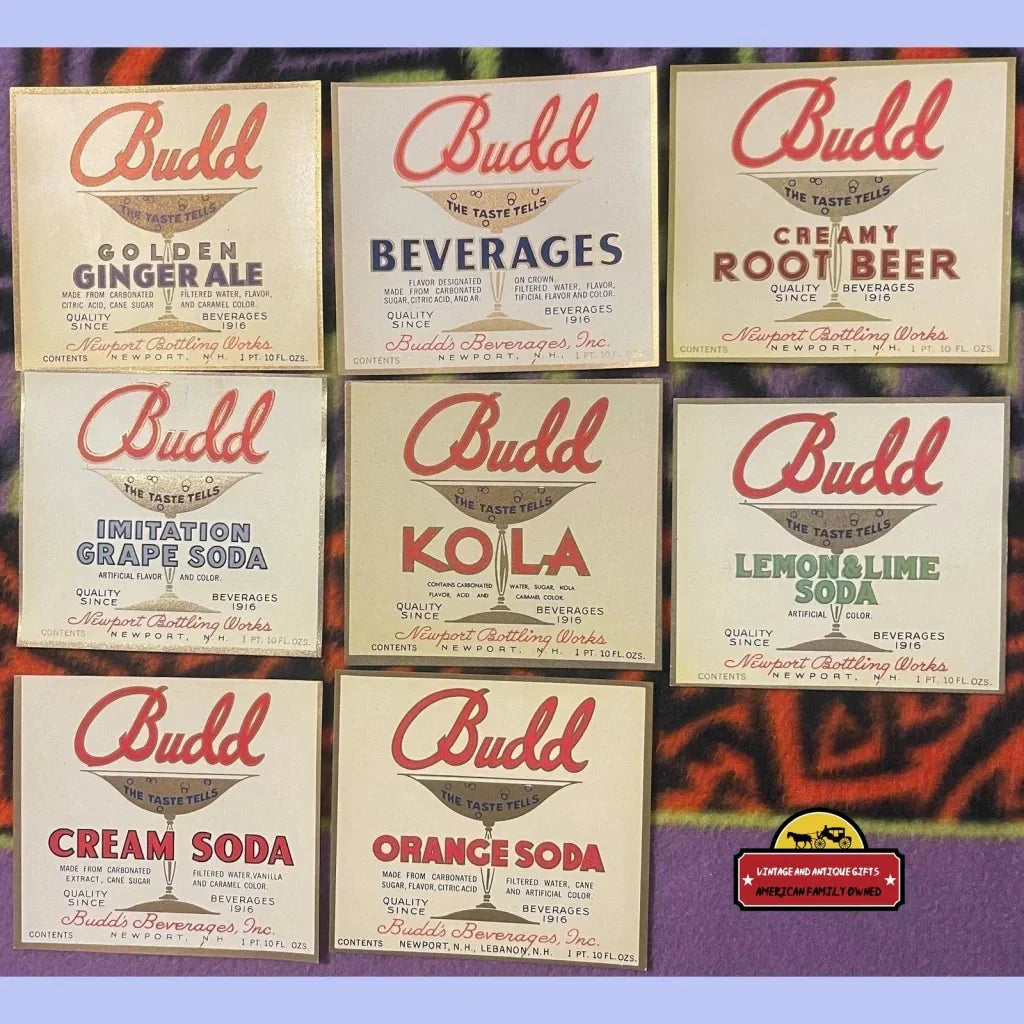 Budd
THE TASTE TELLS
GOLDEN
GINGER ALE
MADE FROM CARBONATED FILTERED WATER, FLAVOR,
CITRIC ACID, CANE SUGAR AND CARAMEL COLOR.
QUALITY BEVERAGES
SINCE 1916
Newport Bottling Works
CONTENTS NEWPORT, N.H. 1 PT. 10 FL. OZS.
Budd
THE TASTE TELLS
BEVERAGES
FLAVOR DESIGNATED ON CROWN.
MADE FROM CARBONATED FILTERED WATER, FLAVOR,
SUGAR, CITRIC ACID, AND AR- TIFICIAL FLAVOR AND COLOR.
QUALITY BEVERAGES
SINCE 1916
Budd's Beverages, Inc.
CONTENTS NEWPORT, N.H., 1 PT. 10 FL. OZS.
Budd
THE TASTE TELLS
CREAMY
ROOT BEER
QUALITY BEVERAGES
SINCE 1916
Newport Bottling Works
CONTENTS NEWPORT, N.H. 1 PT. 10 FL. OZS.
Budd
THE TASTE TELLS
IMITATION
GRAPE SODA
ARTIFICIAL FLAVOR AND COLOR.
QUALITY BEVERAGES
SINCE 1916
Newport Bottling Works
CONTENTS NEWPORT, N.H. 1 PT. 10 FL. OZS.
Budd
THE TASTE TELLS
KOLA
CONTAINS CARBONATED WATER, SUGAR, KOLA
FLAVOR, ACID AND CARAMEL COLOR.
QUALITY BEVERAGES
SINCE 1916
Newport Bottling Works
CONTENTS NEWPORT, N.H. 1 PT. 10 FL. OZS.
Budd
THE TASTE TELLS
LEMON & LIME
SODA
ARTIFICIAL COLOR.
QUALITY BEVERAGES
SINCE 1916
Newport Bottling Works
CONTENTS NEWPORT, N.H. 1 PT. 10 FL. OZS.
Budd
THE TASTE TELLS
CREAM SODA
MADE FROM CARBONATED FILTERED WATER, VANILLA
EXTRACT, CANE SUGAR AND CARAMEL COLOR.
QUALITY BEVERAGES
SINCE 1916
Budd's Beverages, Inc.
CONTENTS NEWPORT, N.H. 1 PT. 10 FL. OZS.
Budd
THE TASTE TELLS
ORANGE SODA
MADE FROM CARBONATED FILTERED WATER, CANE
SUGAR, FLAVOR, CITRIC ACID AND ARTIFICIAL COLOR.
QUALITY BEVERAGES
SINCE 1916
Budd's Beverages, Inc.
CONTENTS NEWPORT, N.H., LEBANON, N.H. 1 PT. 10 FL. OZS.
VINTAGE AND ANTIQUE GIFTS
AMERICAN FAMILY OWNED